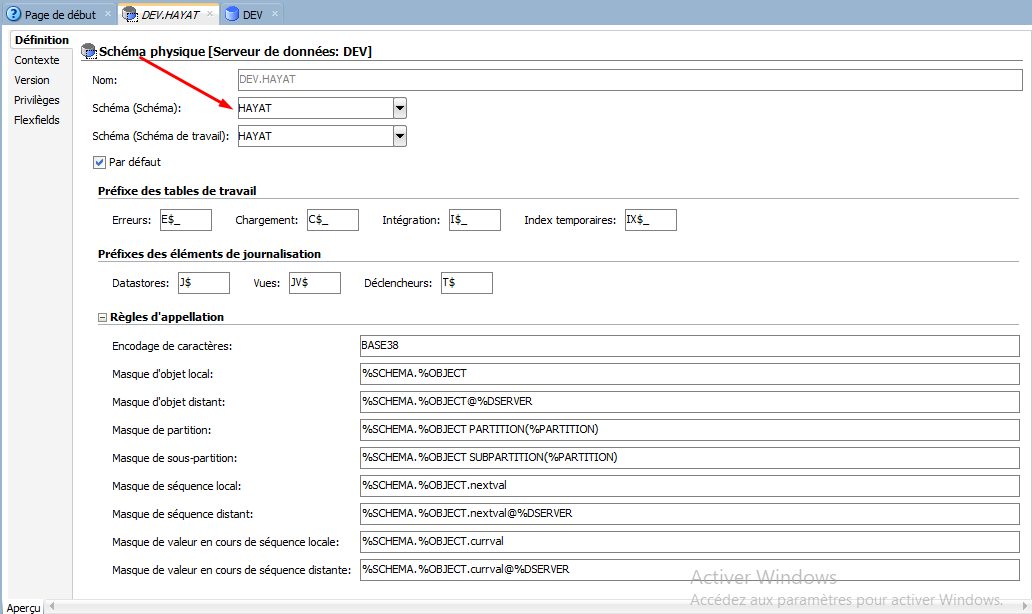 Page de début DEV.HAYAT DEV
Définition
Contexte
Version
Privilèges
Flexfields
Schéma physique [Serveur de données: DEV]
Nom: DEV.HAYAT
Schéma (Schéma): HAYAT
Schéma (Schéma de travail): HAYAT
Par défaut
Préfixe des tables de travail
Erreurs: E$_ Chargement: C$_ Intégration: I$_ Index temporaires: IX$_
Préfixes des éléments de journalisation
Datastores: J$ Vues: JV$ Déclencheurs: T$
Règles d'appellation
Encodage de caractères: BASE38
Masque d'objet local: %SCHEMA.%OBJECT
Masque d'objet distant: %SCHEMA.%OBJECT@%DSERVER
Masque de partition: %SCHEMA.%OBJECT PARTITION(%PARTITION)
Masque de sous-partition: %SCHEMA.%OBJECT SUBPARTITION(%PARTITION)
Masque de séquence local: %SCHEMA.%OBJECT.nextval
Masque de séquence distant: %SCHEMA.%OBJECT.nextval@%DSERVER
Masque de valeur en cours de séquence locale: %SCHEMA.%OBJECT.currval
Masque de valeur en cours de séquence distante: %SCHEMA.%OBJECT.currval@%DSERVER
Activer Windows
Accédez aux paramètres pour activer Windows.
Aperçu